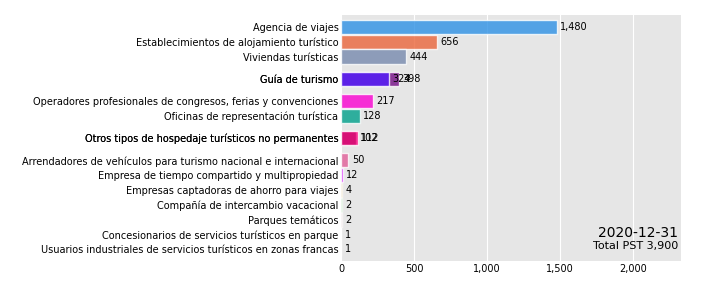 Agencia de viajes 1,480
Establecimientos de alojamiento turístico 656
Viviendas turísticas 444
Guía de turismo 398
Operadores profesionales de congresos, ferias y convenciones 217
Oficinas de representación turística 128
Otros tipos de hospedaje turísticos no permanentes
Arrendadores de vehículos para turismo nacional e internacional 50
Empresa de tiempo compartido y multipropiedad 12
Empresas captadoras de ahorro para viajes 4
Compañía de intercambio vacacional 2
Parques temáticos 2
Concesionarios de servicios turísticos en parque 1
Usuarios industriales de servicios turísticos en zonas francas 1
2020-12-31
Total PST 3,900
0 500 1,000 1,500 2,000